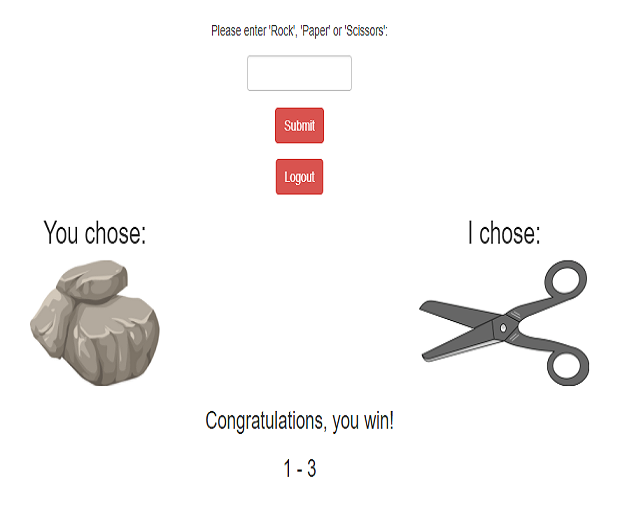 Please enter 'Rock', 'Paper' or 'Scissors':
Submit
Logout
You chose:
I chose:
Congratulations, you win!
1 - 3